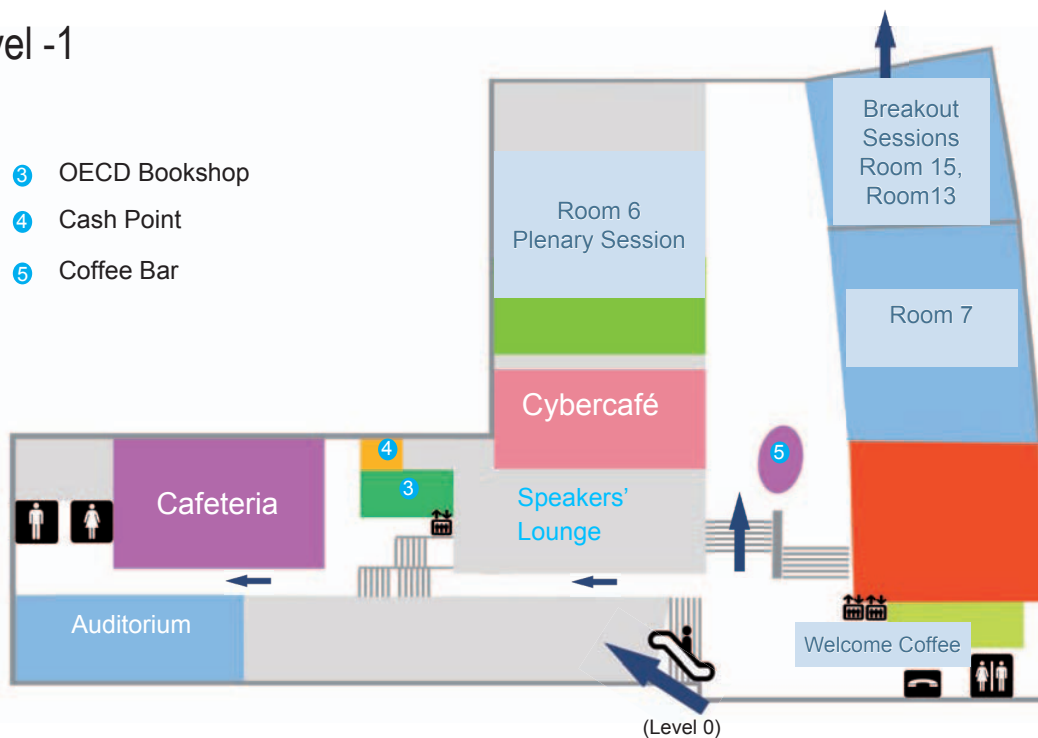 vel -1
3 OECD Bookshop
4 Cash Point
5 Coffee Bar
Breakout
Sessions
Room 15,
Room13
Room 6
Plenary Session
Room 7
Cybercafé
4
5
3
Cafeteria
Speakers'
Lounge
Auditorium
Welcome Coffee
(Level 0)